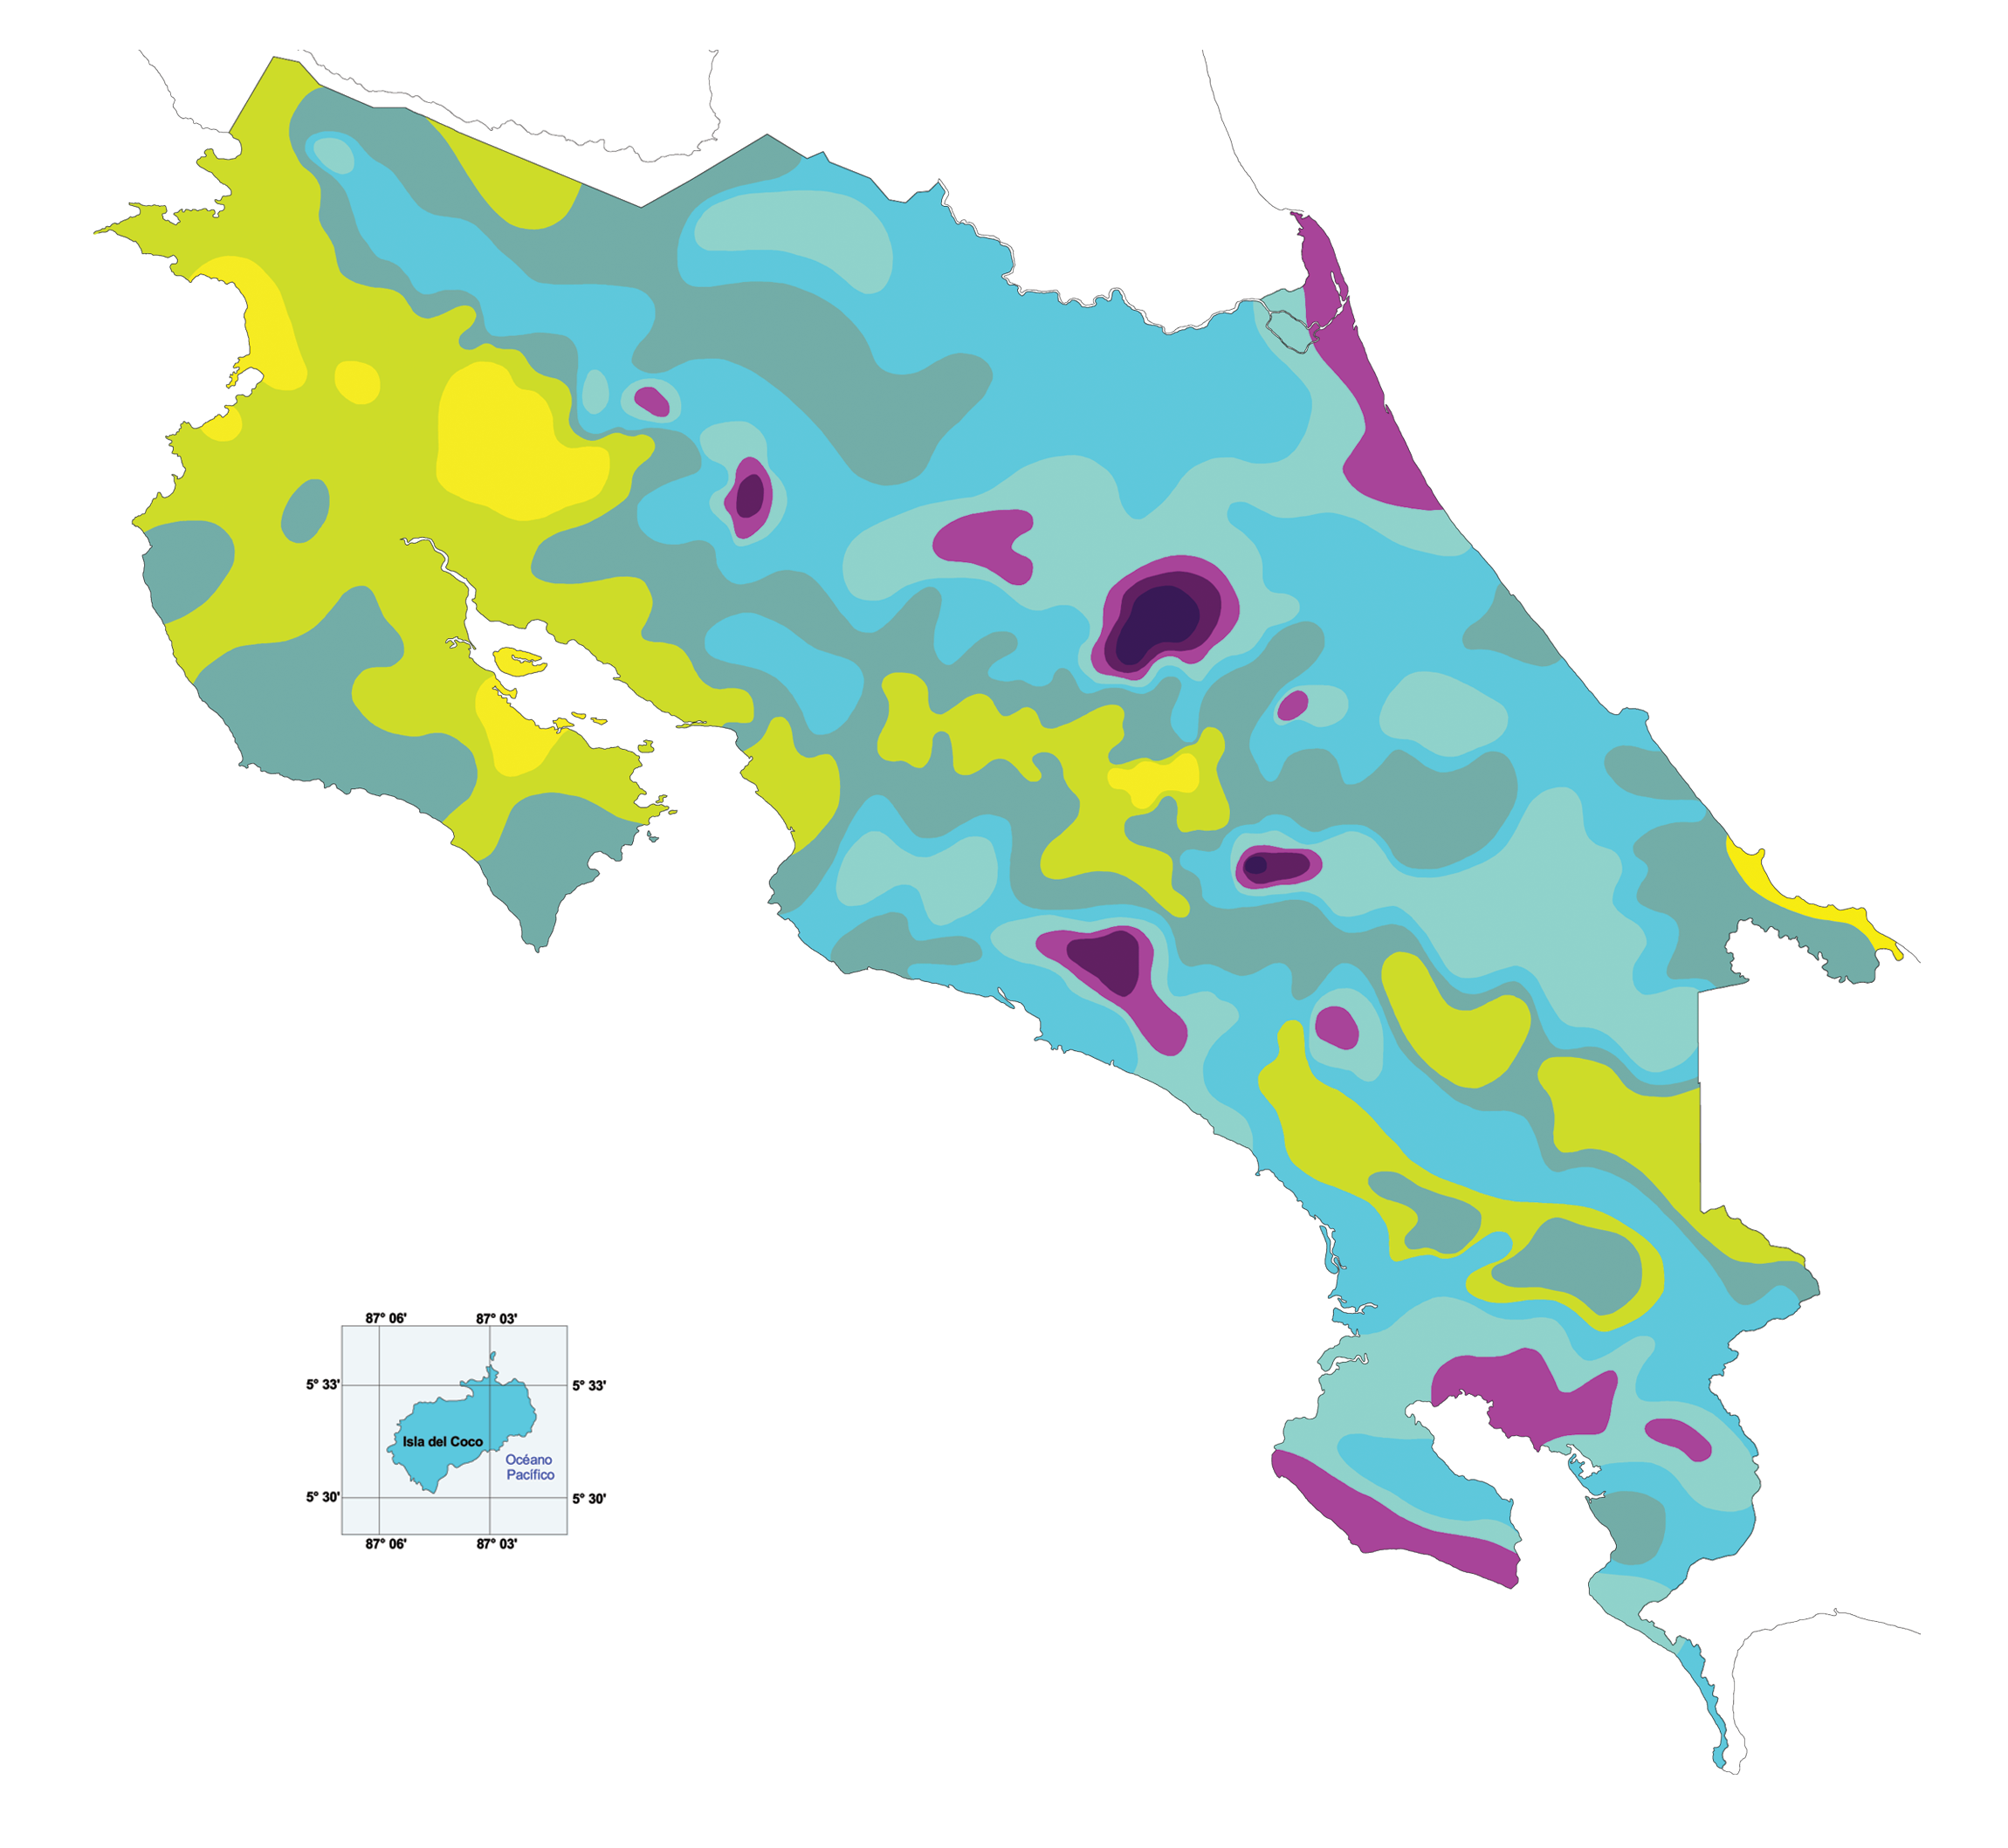 87° 06' 87° 03'
5° 33' 5° 33'
Isla del Coco
Océano
Pacífico
5° 30' 5° 30'
87° 06' 87° 03'